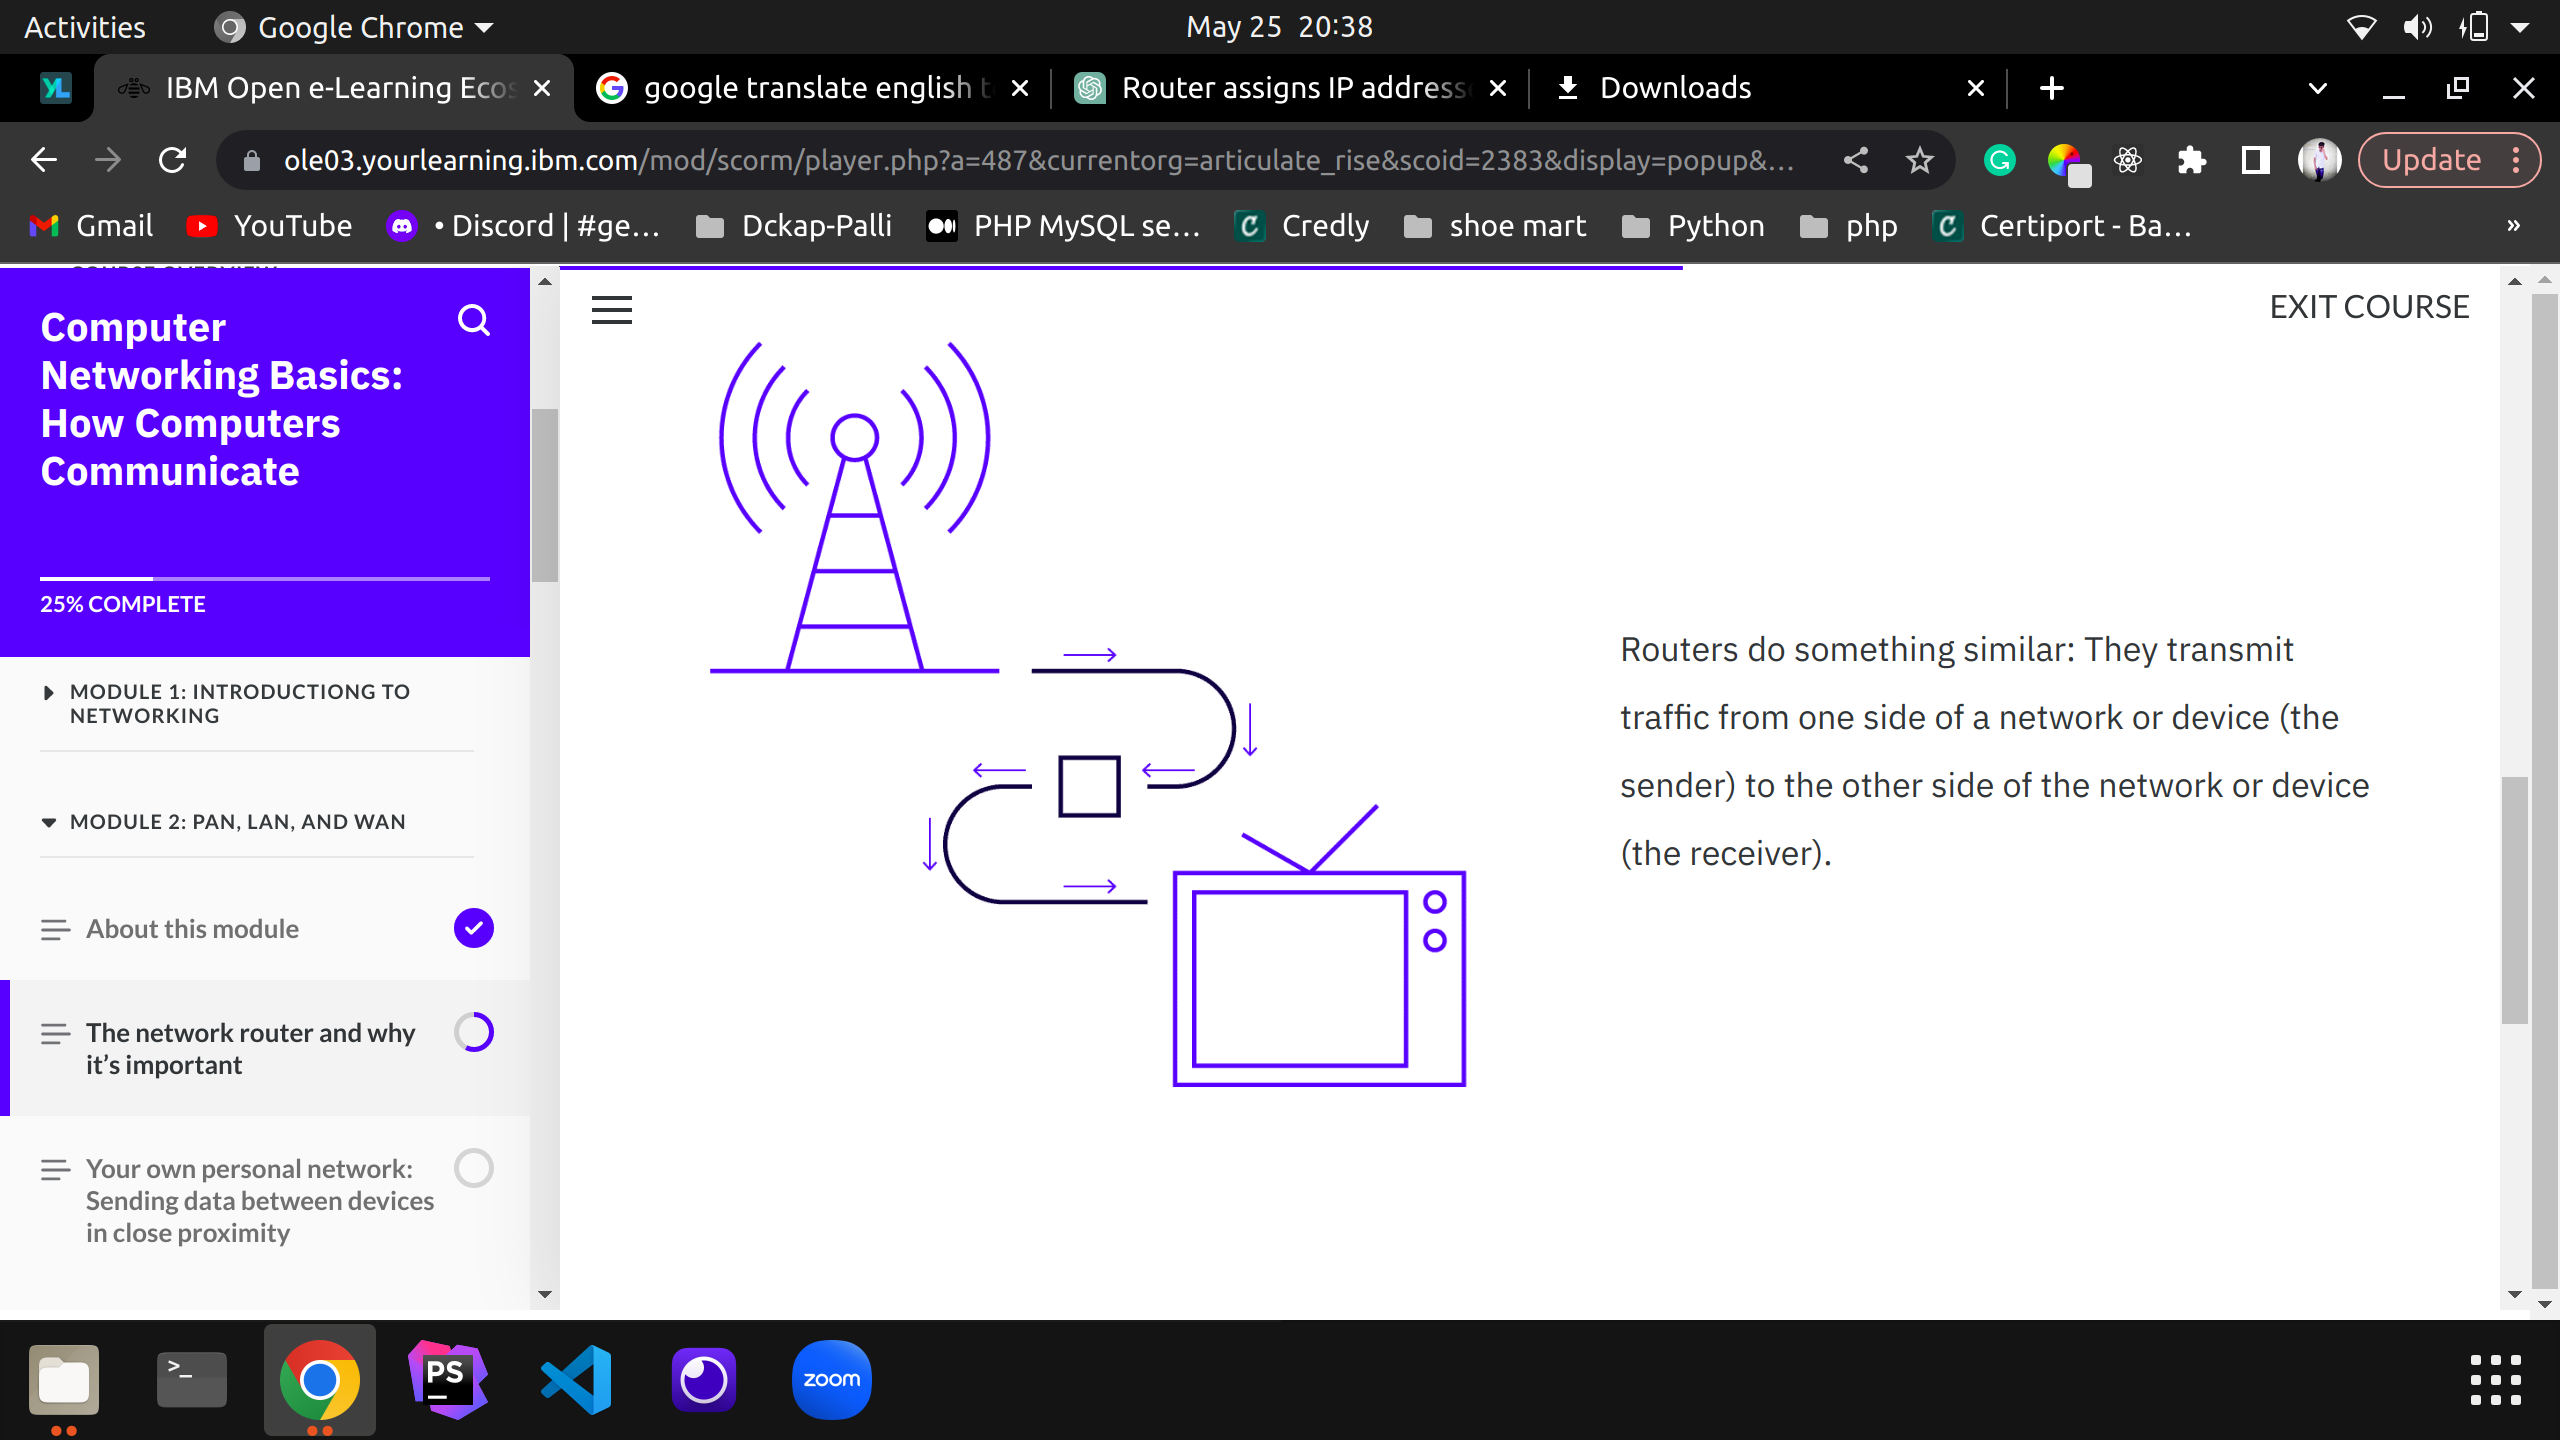 Activities
Google Chrome
May 25 20:38
IBM Open e-Learning Ecos
google translate english t
Router assigns IP address
Downloads
ole03.yourlearning.ibm.com/mod/scorm/player.php?a=487&currentorg=articulate_rise&scoid=2383&display=popup&...
Update
Gmail
YouTube
• Discord | #ge...
Dckap-Palli
PHP MySQL se...
Credly
shoe mart
Python
php
Certiport - Ba...
»
COURSE OVERVIEW
Computer
Networking Basics:
How Computers
Communicate
25% COMPLETE
MODULE 1: INTRODUCTIONG TO
NETWORKING
MODULE 2: PAN, LAN, AND WAN
About this module
The network router and why
it’s important
Your own personal network:
Sending data between devices
in close proximity
EXIT COURSE
Routers do something similar: They transmit
traffic from one side of a network or device (the
sender) to the other side of the network or device
(the receiver).
PS
zoom